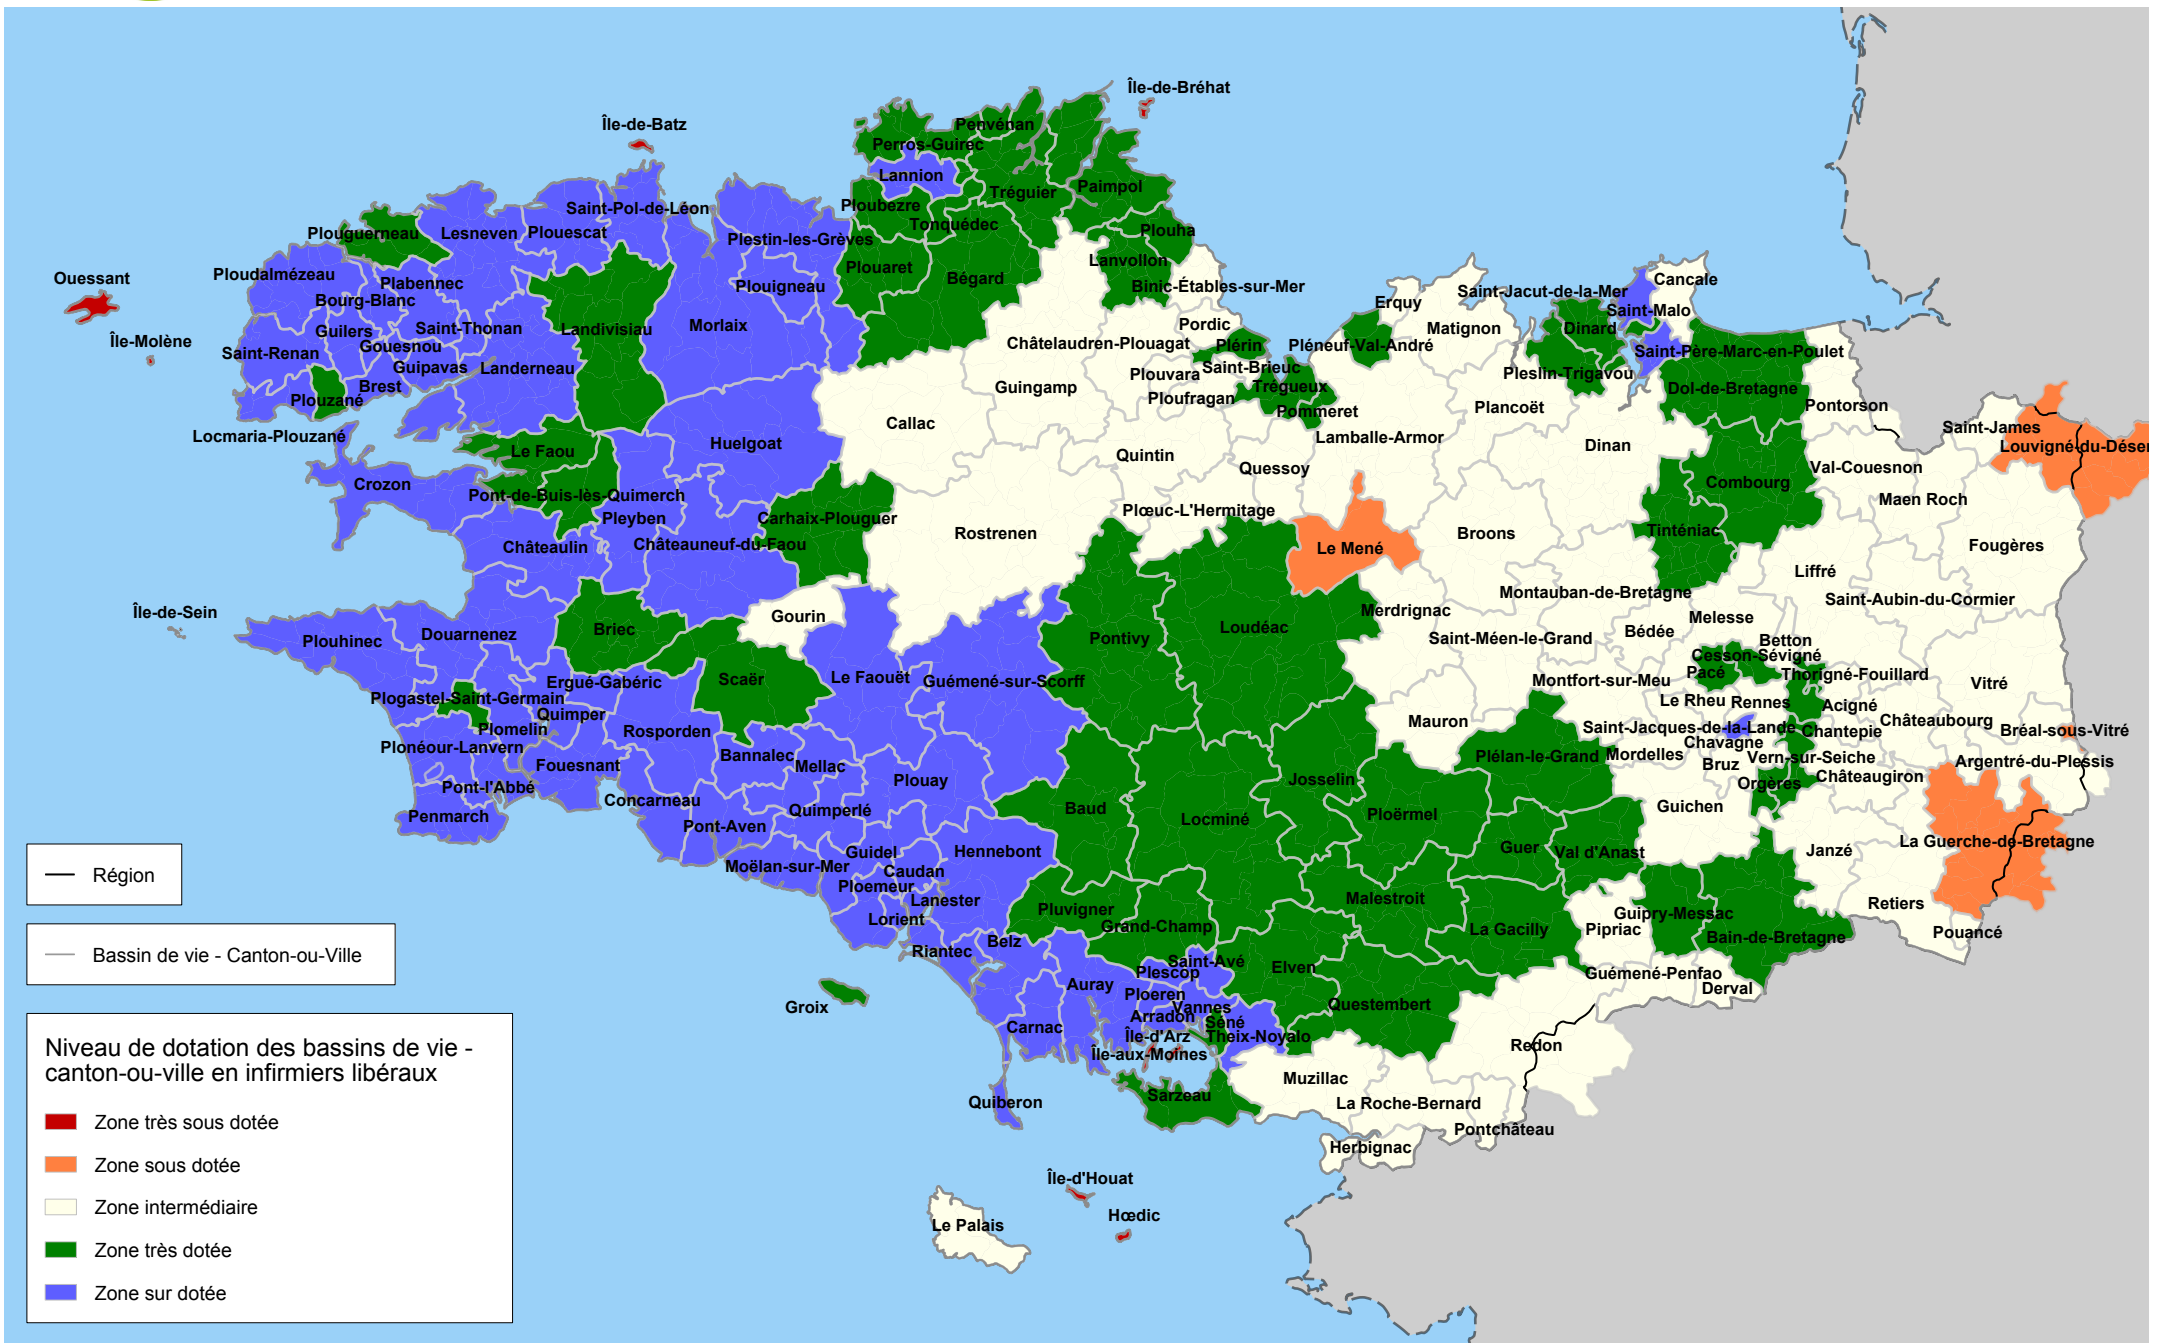 Île-de-Bréhat
Île-de-Batz
Penvénan
Perros-Guirec
Lannion
Paimpol
Tréguier
Ploubezre
Saint-Pol-de-Léon
Tonquédec
Plouha
Plouguerneau
Lesneven
Plouescat
Plestin-les-Grèves
Lanvollon
Plouaret
Ploudalmézeau
Ouessant
Bégard
Cancale
Plabennec
Plouigneau
Binic-Étables-sur-Mer
Saint-Jacut-de-la-Mer
Bourg-Blanc
Erquy
Saint-Malo
Pordic
Morlaix
Guilers
Saint-Thonan
Landivisiau
Matignon
Dinard
Île-Molène
Gouesnou
Châtelaudren-Plouagat
Plérin
Pléneuf-Val-André
Saint-Renan
Saint-Père-Marc-en-Poulet
Guipavas
Landerneau
Saint-Brieuc
Plouvara
Pleslin-Trigavou
Brest
Guingamp
Trégueux
Dol-de-Bretagne
Plouzané
Ploufragan
Pommeret
Plancoët
Pontorson
Callac
Saint-James
Locmaria-Plouzané
Lamballe-Armor
Huelgoat
Dinan
Louvigné-du-Déser
Le Faou
Quintin
Quessoy
Val-Couesnon
Crozon
Combourg
Pont-de-Buis-lès-Quimerch
Maen Roch
Plœuc-L'Hermitage
Pleyben
Carhaix-Plouguer
Tinténiac
Rostrenen
Broons
Châteauneuf-du-Faou
Fougères
Châteaulin
Le Mené
Liffré
Montauban-de-Bretagne
Saint-Aubin-du-Cormier
Île-de-Sein
Merdrignac
Gourin
Melesse
Briec
Loudéac
Bédée
Douarnenez
Pontivy
Saint-Méen-le-Grand
Plouhinec
Betton
Cesson-Sévigné
Pacé
Thorigné-Fouillard
Le Faouët
Scaër
Guémené-sur-Scorff
Ergué-Gabéric
Montfort-sur-Meu
Vitré
Plogastel-Saint-Germain
Le Rheu
Rennes
Acigné
Quimper
Mauron
Châteaubourg
Plomelin
Rosporden
Saint-Jacques-de-la-Lande
Chantepie
Bréal-sous-Vitré
Chavagne
Plonéour-Lanvern
Bannalec
Plélan-le-Grand
Mordelles
Vern-sur-Seiche
Argentré-du-Plessis
Fouesnant
Mellac
Bruz
Châteaugiron
Plouay
Josselin
Orgères
Pont-l'Abbé
Concarneau
Quimperlé
Baud
Guichen
Penmarch
Locminé
Ploërmel
Pont-Aven
La Guerche-de-Bretagne
Guer
Val d'Anast
Janzé
Guidel
Hennebont
Moëlan-sur-Mer
Caudan
Ploemeur
Malestroit
Lanester
Retiers
Pluvigner
Guipry-Messac
Lorient
Grand-Champ
La Gacilly
Pipriac
Pouancé
Bain-de-Bretagne
Belz
Riantec
Saint-Avé
Elven
Plescop
Guémené-Penfao
Auray
Derval
Ploeren
Groix
Vannes
Questembert
Arradon
Séné
Carnac
Île-d'Arz
Theix-Noyalo
Redon
Île-aux-Moines
Muzillac
Sarzeau
Quiberon
La Roche-Bernard
Pontchâteau
Herbignac
Île-d'Houat
Hœdic
Le Palais
Région
Bassin de vie - Canton-ou-Ville
Niveau de dotation des bassins de vie -
canton-ou-ville en infirmiers libéraux
Zone très sous dotée
Zone sous dotée
Zone intermédiaire
Zone très dotée
Zone sur dotée